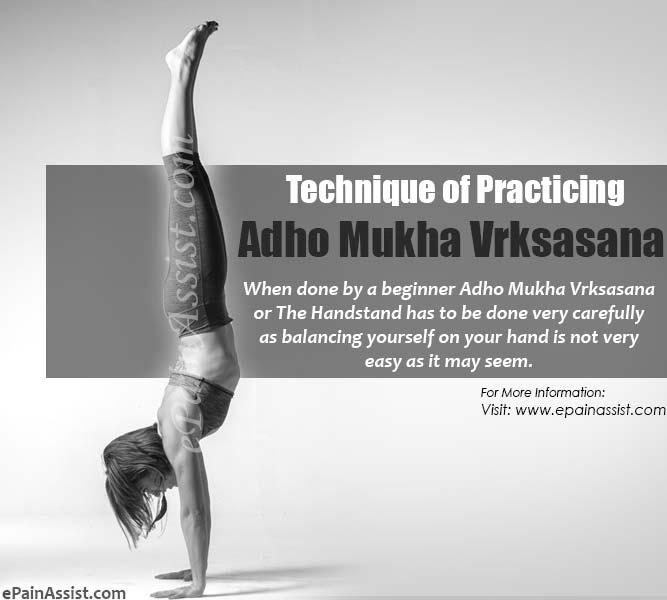 Technique of Practicing
Adho Mukha Vrksasana
When done by a beginner Adho Mukha Vrksasana
or The Handstand has to be done very carefully
as balancing yourself on your hand is not very
easy as it may seem.
For More Information:
Visit: www.epainassist.com
ePainAssist.com
ePainAssist.com